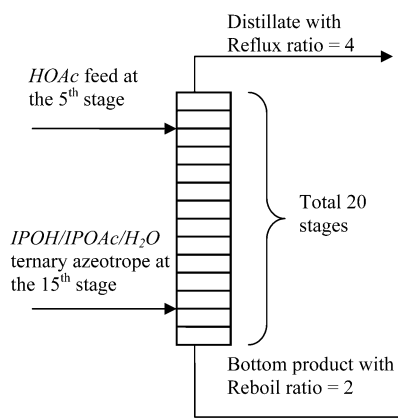 Distillate with
Reflux ratio = 4
HOAc feed at
the 5th stage
Total 20
stages
IPOH/IPOAc/H2O
ternary azeotrope at
the 15th stage
Bottom product with
Reboil ratio = 2